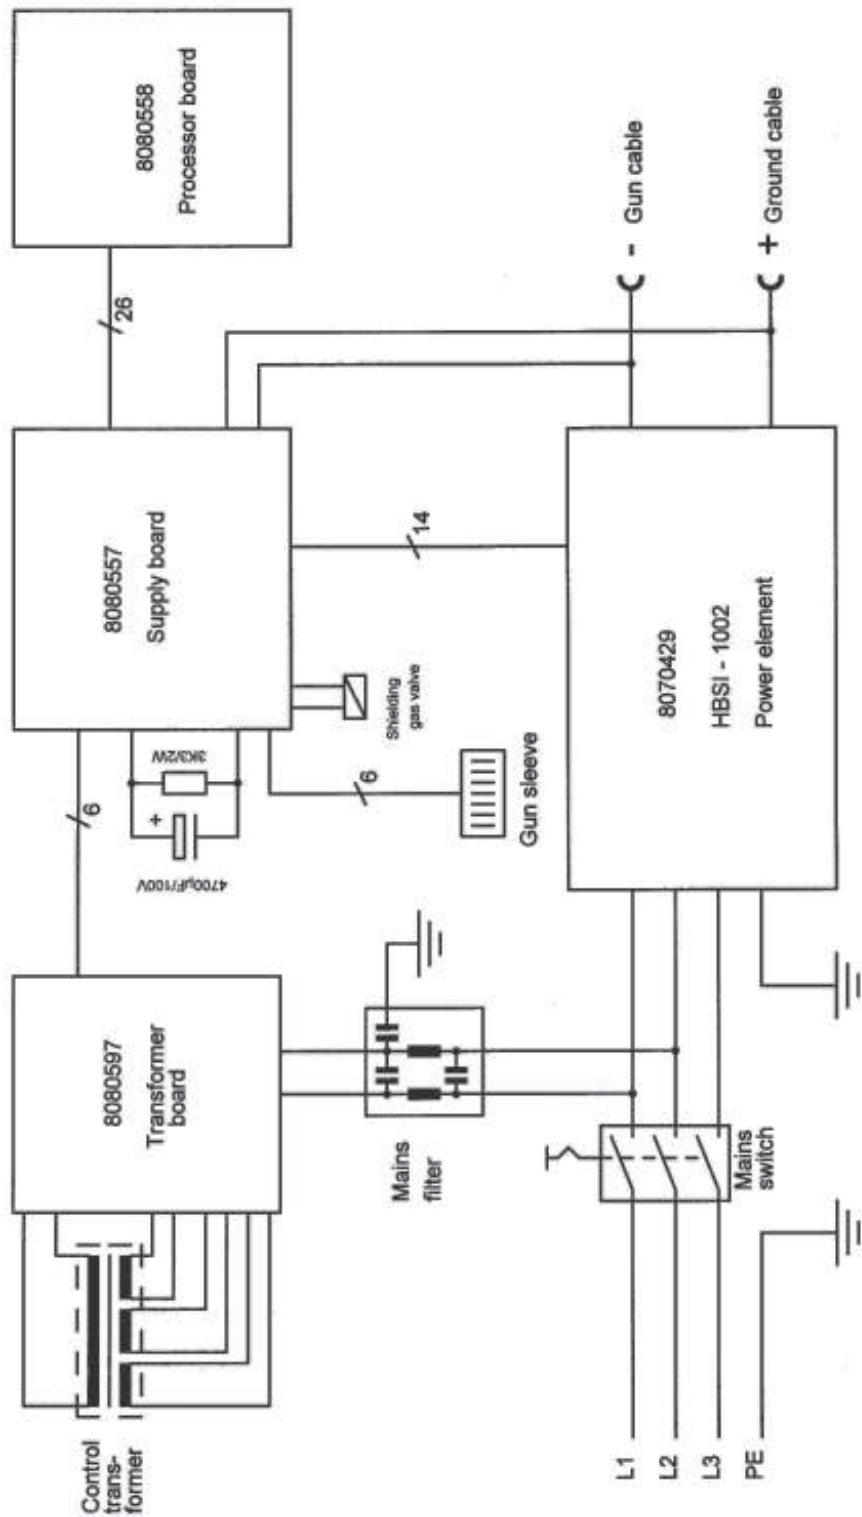 Control
trans-
former
8080597
Transformer
board
6
4700µF/100V
+
3K3/2W
8080557
Supply board
26
8080558
Processor board
Mains
filter
6
Gun sleeve
Shielding
gas valve
14
L1
L2
L3
PE
Mains
switch
8070429
HBSI - 1002
Power element
- Gun cable
+ Ground cable